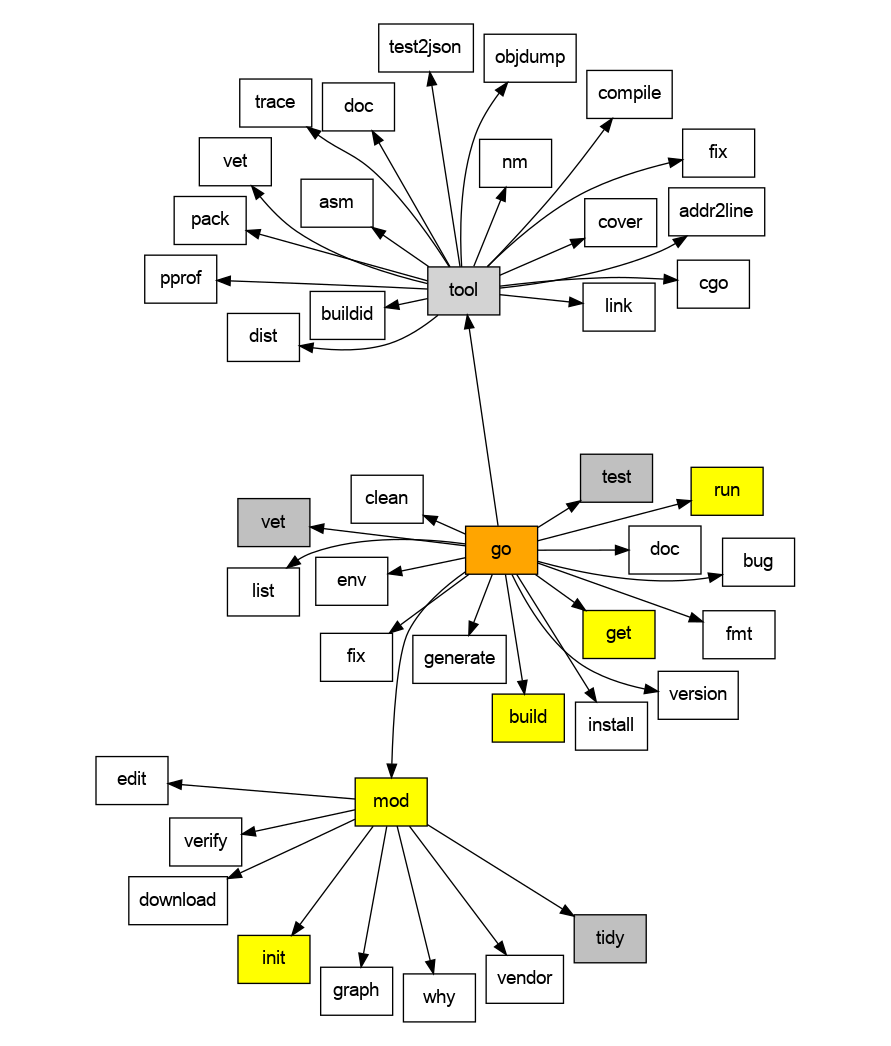 test2json
objdump
compile
trace
doc
fix
vet
nm
asm
addr2line
pack
cover
pprof
tool
cgo
buildid
link
dist
test
run
clean
vet
go
doc
bug
env
list
get
fmt
fix
generate
version
build
install
edit
mod
verify
download
init
tidy
graph
why
vendor